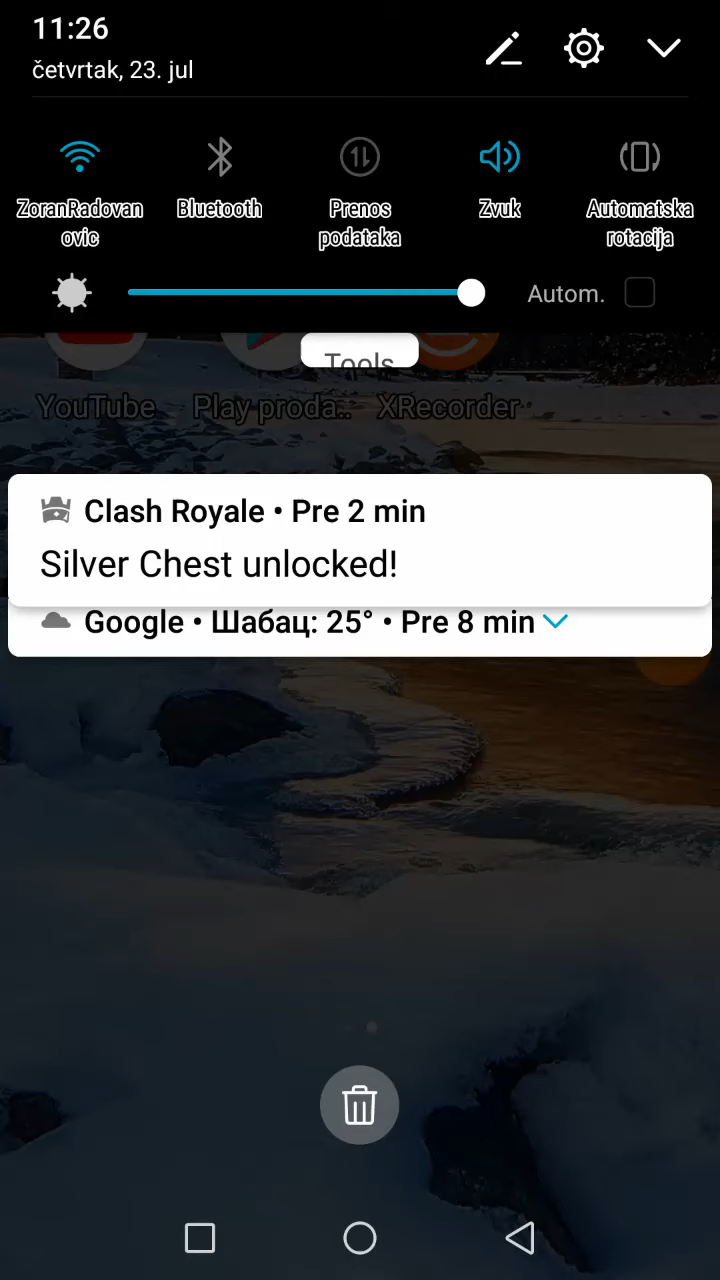 11:26
četvrtak, 23. jul
ZoranRadovan
ovic
Bluetooth
Prenos
podataka
Zvuk
Automatska
rotacija
Autom.
Tools
YouTube
Play proda..
XRecorder
Clash Royale • Pre 2 min
Silver Chest unlocked!
Google • Шабац: 25° • Pre 8 min